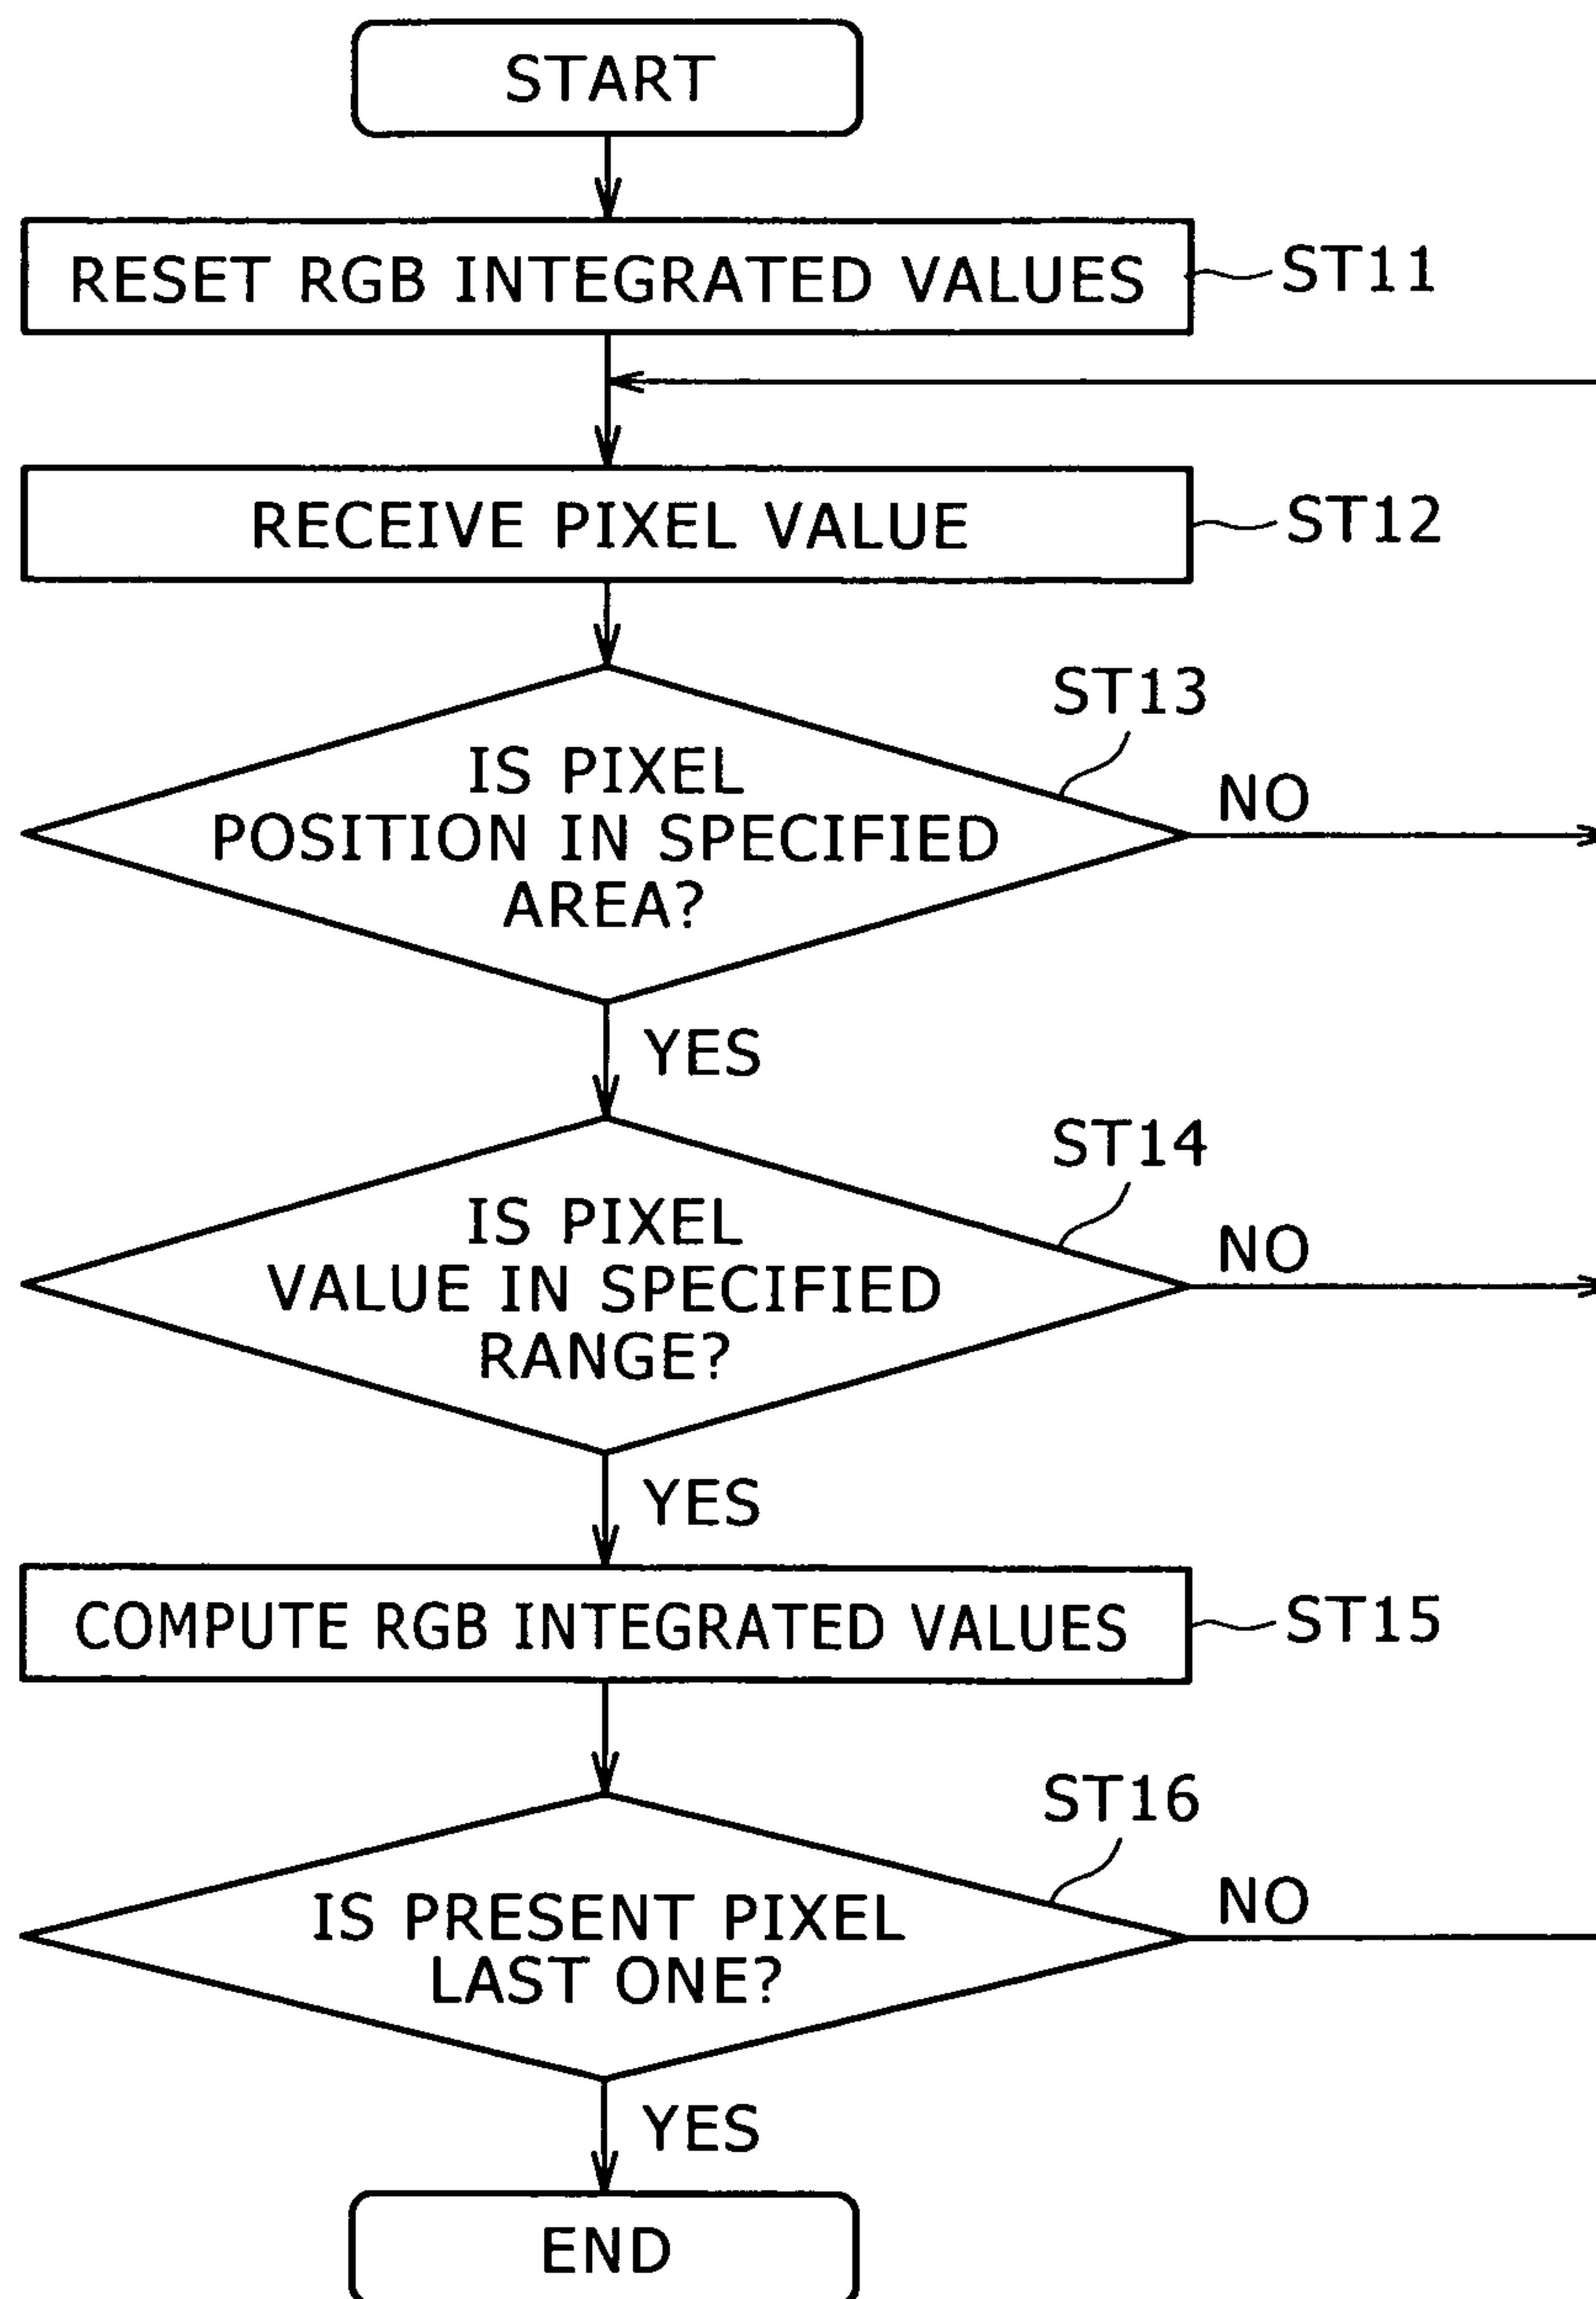 START
RESET RGB INTEGRATED VALUES
ST11
RECEIVE PIXEL VALUE
ST12
ST13
IS PIXEL
POSITION IN SPECIFIED
AREA?
NO
YES
ST14
IS PIXEL
VALUE IN SPECIFIED
RANGE?
NO
YES
COMPUTE RGB INTEGRATED VALUES
ST15
ST16
IS PRESENT PIXEL
LAST ONE?
NO
YES
END